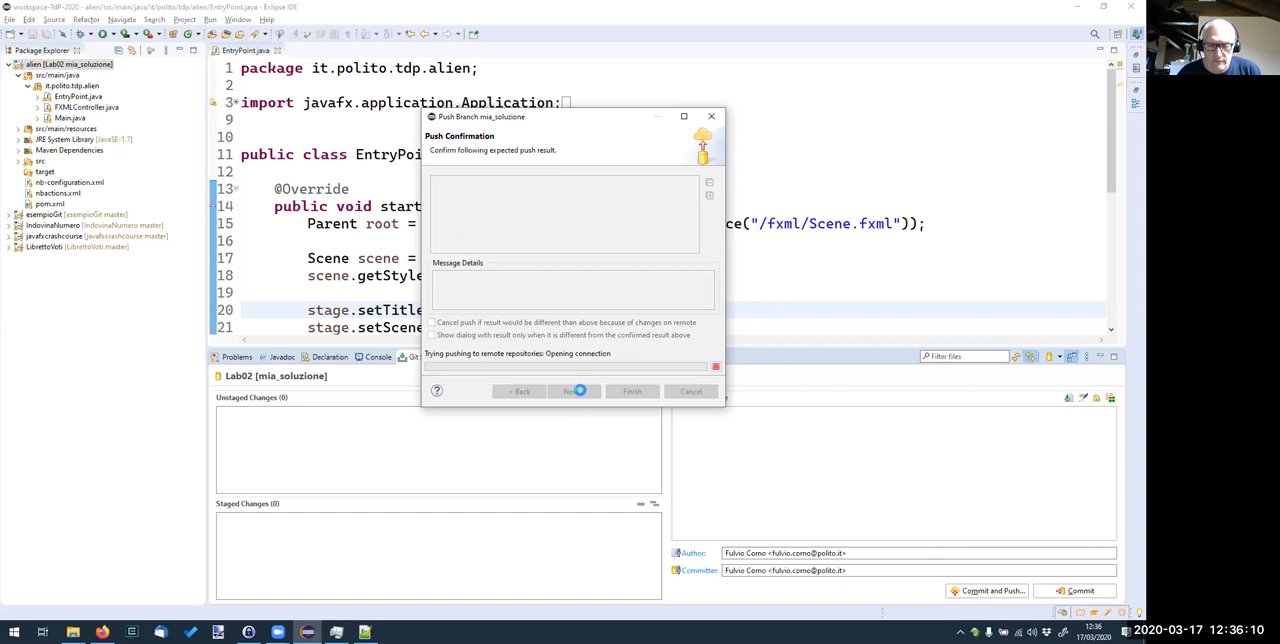 workspace-TdP-2020 - alien/src/main/java/it/polito/tdp/alien/EntryPoint.java - Eclipse IDE
File Edit Source Refactor Navigate Search Project Run Window Help
Package Explorer
EntryPoint.java
alien [Lab02 mia_soluzione]
src/main/java
it.polito.tdp.alien
EntryPoint.java
FXMLController.java
Main.java
src/main/resources
JRE System Library [JavaSE-1.7]
Maven Dependencies
src
target
nb-configuration.xml
nbactions.xml
pom.xml
esempioGit [esempioGit master]
IndovinaNumero [IndovinaNumero master]
javafxcrashcourse [javafxcrashcourse master]
LibrettoVoti [LibrettoVoti master]
1 package it.polito.tdp.alien;
2
3 import javafx.application.Application;
9
10
11 public class EntryPoi
12
13 @Override
14 public void star
15 Parent root = ce("/fxml/Scene.fxml"));
16
17 Scene scene =
18 scene.getStyle
19
20 stage.setTitle
21 stage.setScene
Push Branch mia_soluzione
Push Confirmation
Confirm following expected push result.
Message Details
Cancel push if result would be different than above because of changes on remote
Show dialog with result only when it is different from the confirmed result above
Trying pushing to remote repositories: Opening connection
< Back
Finish
Cancel
Problems Javadoc Declaration Console Git
Filter files
Lab02 [mia_soluzione]
Unstaged Changes (0)
Staged Changes (0)
Author: Fulvio Corno <fulvio.corno@polito.it>
Committer: Fulvio Corno <fulvio.corno@polito.it>
Commit and Push...
Commit
12:36
17/03/2020
2020-03-17 12:36:10